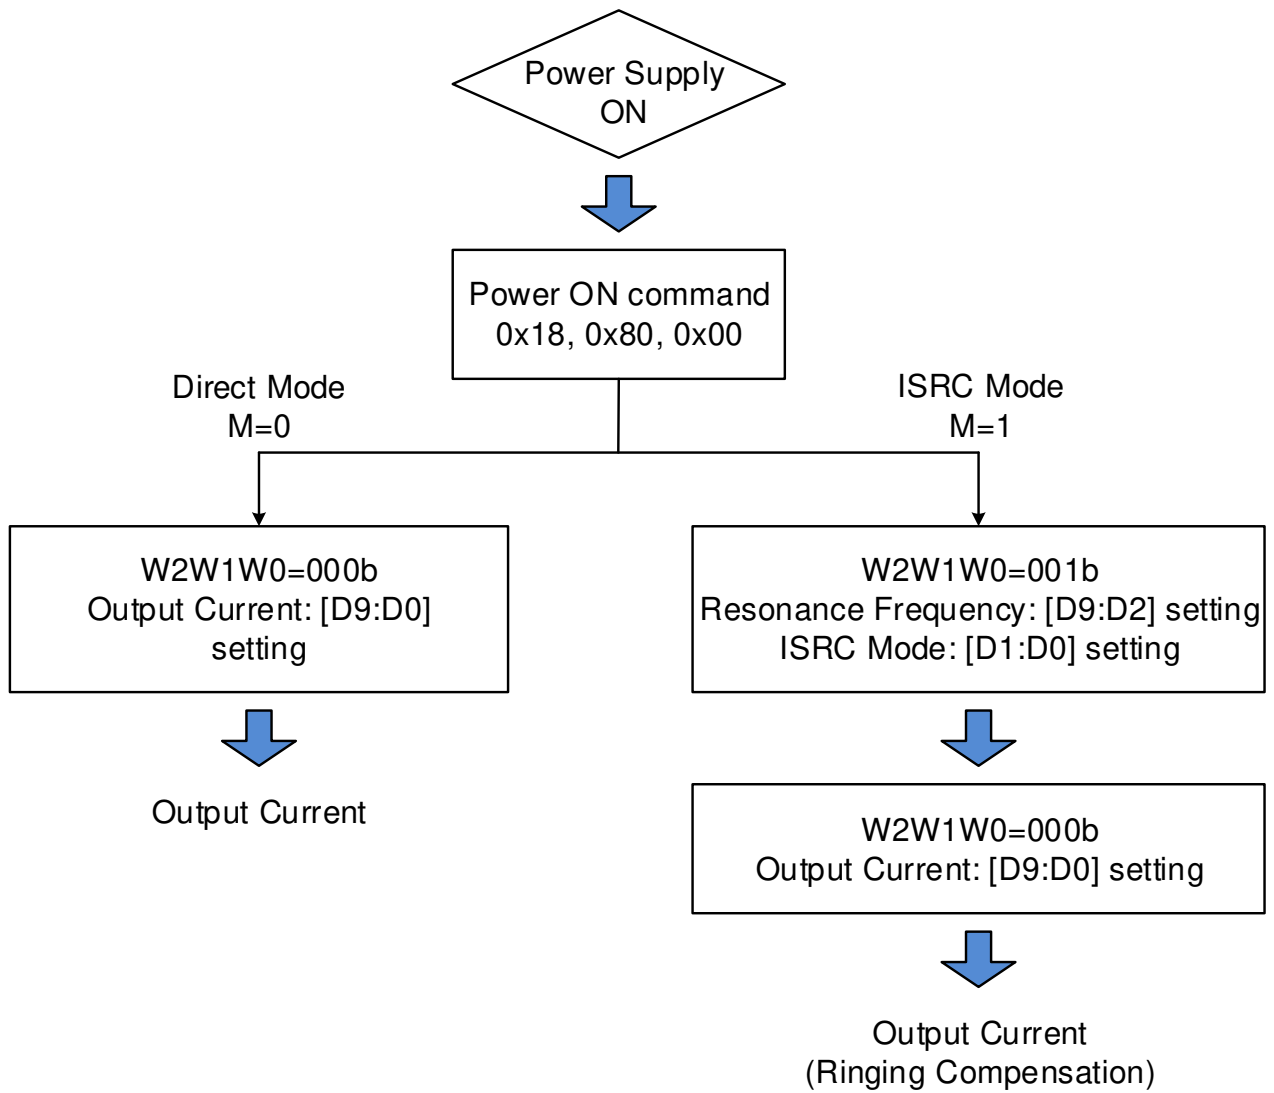 Power Supply
ON
Power ON command
0x18, 0x80, 0x00
Direct Mode
M=0
ISRC Mode
M=1
W2W1W0=000b
Output Current: [D9:D0]
setting
Output Current
W2W1W0=001b
Resonance Frequency: [D9:D2] setting
ISRC Mode: [D1:D0] setting
W2W1W0=000b
Output Current: [D9:D0] setting
Output Current
(Ringing Compensation)